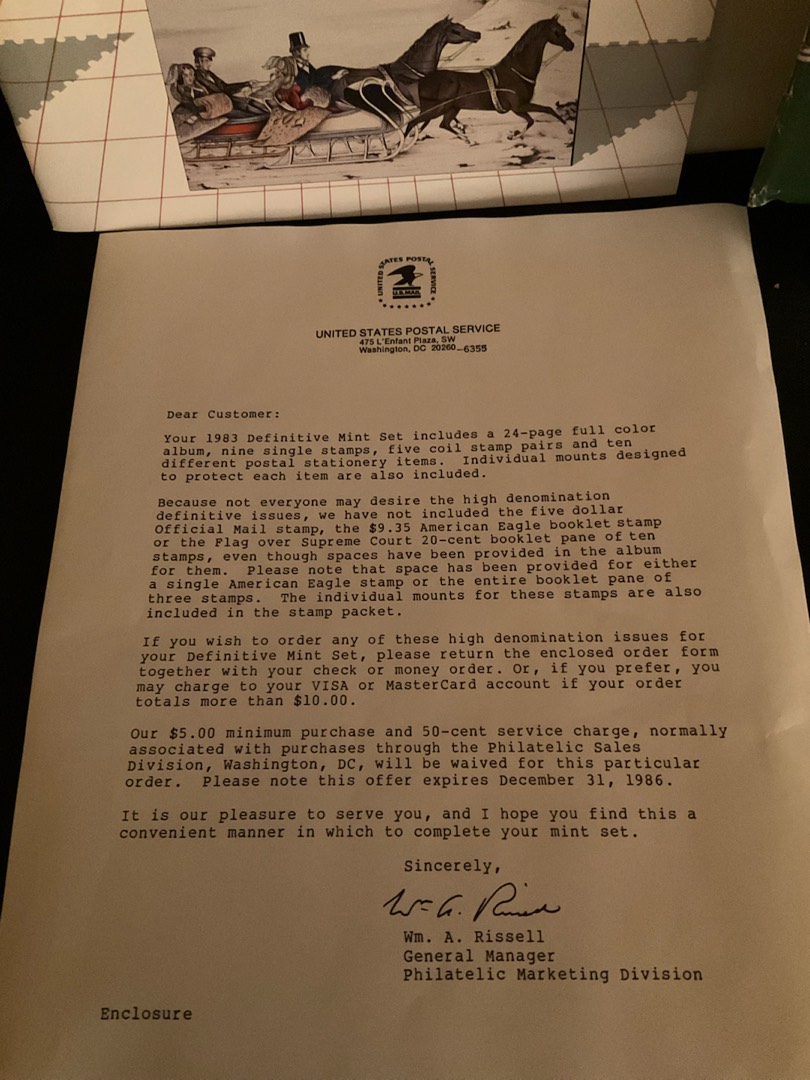 UNITED STATES POSTAL SERVICE
U.S.MAIL
UNITED STATES POSTAL SERVICE
475 L'Enfant Plaza, SW
Washington, DC 20260-6355
Dear Customer:
Your 1983 Definitive Mint Set includes a 24-page full color
album, nine single stamps, five coil stamp pairs and ten
different postal stationery items. Individual mounts designed
to protect each item are also included.
Because not everyone may desire the high denomination
definitive issues, we have not included the five dollar
Official Mail stamp, the $9.35 American Eagle booklet stamp
or the Flag over Supreme Court 20-cent booklet pane of ten
stamps, even though spaces have been provided in the album
for them. Please note that space has been provided for either
a single American Eagle stamp or the entire booklet pane of
three stamps. The individual mounts for these stamps are also
included in the stamp packet.
If you wish to order any of these high denomination issues for
your Definitive Mint Set, please return the enclosed order form
together with your check or money order. Or, if you prefer, you
may charge to your VISA or MasterCard account if your order
totals more than $10.00.
Our $5.00 minimum purchase and 50-cent service charge, normally
associated with purchases through the Philatelic Sales
Division, Washington, DC, will be waived for this particular
order. Please note this offer expires December 31, 1986.
It is our pleasure to serve you, and I hope you find this a
convenient manner in which to complete your mint set.
Sincerely,
Wm A. Rissell
Wm. A. Rissell
General Manager
Philatelic Marketing Division
Enclosure